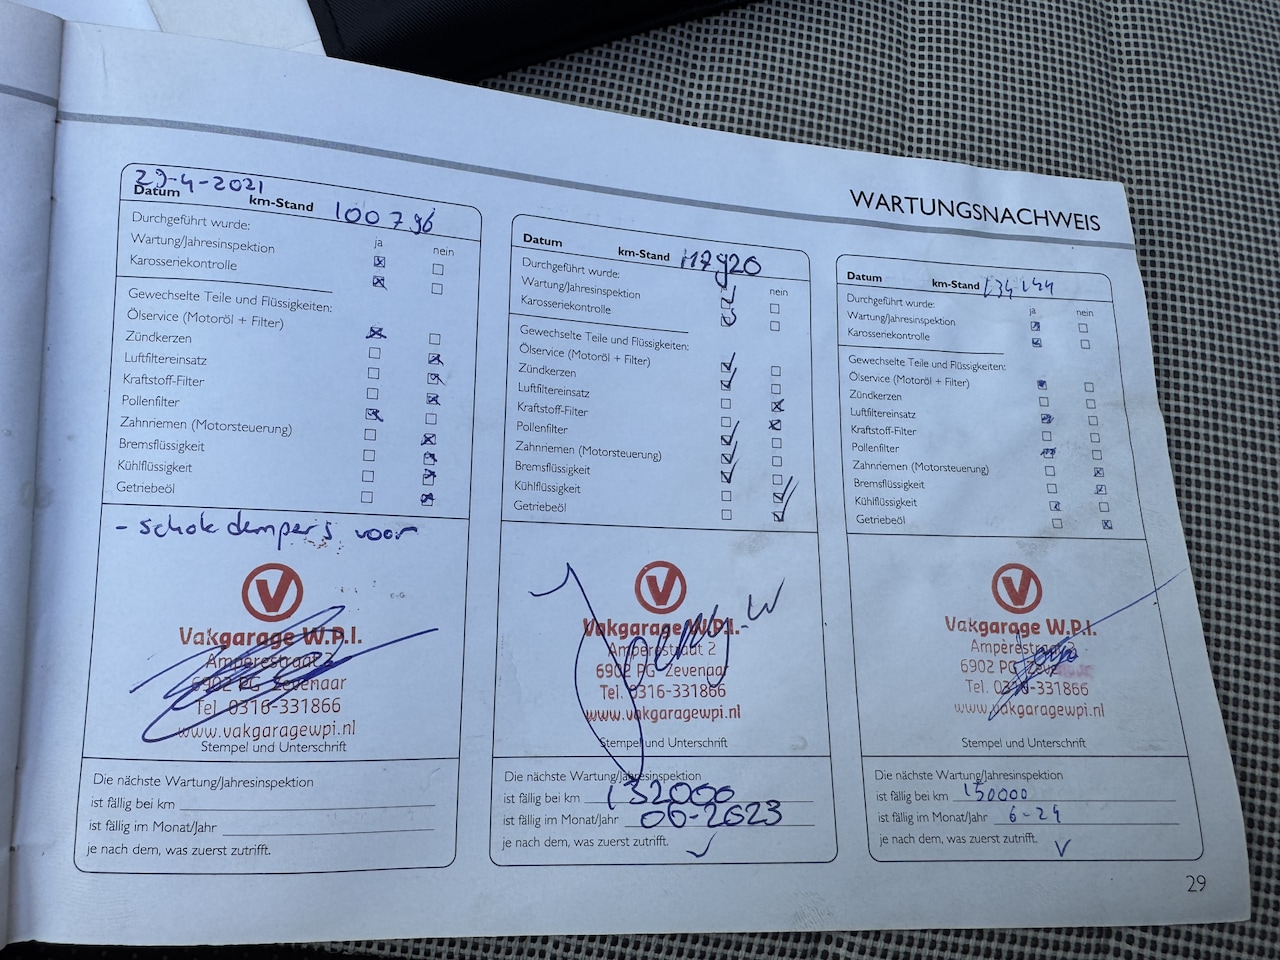 WARTUNGSNACHWEIS
29-4-2021
Datum km-Stand 100796
Durchgeführt wurde: ja nein
Wartung/Jahresinspektion
Karosseriekontrolle
Gewechselte Teile und Flüssigkeiten:
Ölservice (Motoröl + Filter)
Zündkerzen
Luftfiltereinsatz
Kraftstoff-Filter
Pollenfilter
Zahnriemen (Motorsteuerung)
Bremsflüssigkeit
Kühlflüssigkeit
Getriebeöl
- schokdempers voor
V
Vakgarage W.P.I.
Ampèrestraat 2
6902 PG Zevenaar
Tel. 0316-331866
www.vakgaragewpi.nl
Stempel und Unterschrift
Die nächste Wartung/Jahresinspektion
ist fällig bei km
ist fällig im Monat/Jahr
je nach dem, was zuerst zutrifft.
Datum km-Stand 117920
Durchgeführt wurde: nein
Wartung/Jahresinspektion
Karosseriekontrolle
Gewechselte Teile und Flüssigkeiten:
Ölservice (Motoröl + Filter)
Zündkerzen
Luftfiltereinsatz
Kraftstoff-Filter
Pollenfilter
Zahnriemen (Motorsteuerung)
Bremsflüssigkeit
Kühlflüssigkeit
Getriebeöl
V
Vakgarage W.P.I.
Ampèrestraat 2
6902 PG Zevenaar
Tel. 0316-331866
www.vakgaragewpi.nl
Stempel und Unterschrift
Die nächste Wartung/Jahresinspektion
ist fällig bei km 132000
ist fällig im Monat/Jahr 06-2023
je nach dem, was zuerst zutrifft.
Datum km-Stand
Durchgeführt wurde: ja nein
Wartung/Jahresinspektion
Karosseriekontrolle
Gewechselte Teile und Flüssigkeiten:
Ölservice (Motoröl + Filter)
Zündkerzen
Luftfiltereinsatz
Kraftstoff-Filter
Pollenfilter
Zahnriemen (Motorsteuerung)
Bremsflüssigkeit
Kühlflüssigkeit
Getriebeöl
V
Vakgarage W.P.I.
Ampèrestraat 2
6902 PG
Tel. 0316-331866
www.vakgaragewpi.nl
Stempel und Unterschrift
Die nächste Wartung/Jahresinspektion
ist fällig bei km 150000
ist fällig im Monat/Jahr 6-24
je nach dem, was zuerst zutrifft.
29